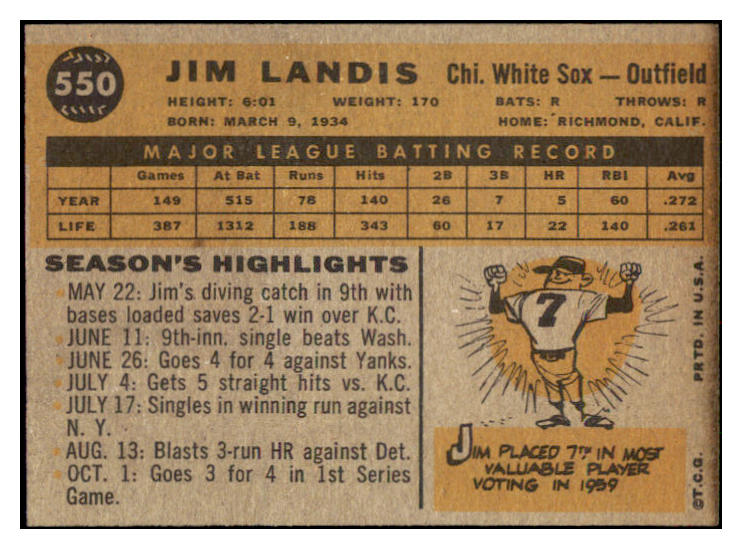 550
JIM LANDIS Chi. White Sox — Outfield
HEIGHT: 6:01 WEIGHT: 170 BATS: R THROWS: R
BORN: MARCH 9, 1934 HOME: RICHMOND, CALIF.
MAJOR LEAGUE BATTING RECORD
Games At Bat Runs Hits 2B 3B HR RBI Avg
YEAR 149 515 78 140 26 7 5 60 .272
LIFE 387 1312 188 343 60 17 22 140 .261
SEASON'S HIGHLIGHTS
MAY 22: Jim's diving catch in 9th with
bases loaded saves 2-1 win over K.C.
JUNE 11: 9th-inn. single beats Wash.
JUNE 26: Goes 4 for 4 against Yanks.
JULY 4: Gets 5 straight hits vs. K.C.
JULY 17: Singles in winning run against
N. Y.
AUG. 13: Blasts 3-run HR against Det.
OCT. 1: Goes 3 for 4 in 1st Series
Game.
7
JIM PLACED 7TH IN MOST
VALUABLE PLAYER
VOTING IN 1959
©T.C.G. PRTD. IN U.S.A.